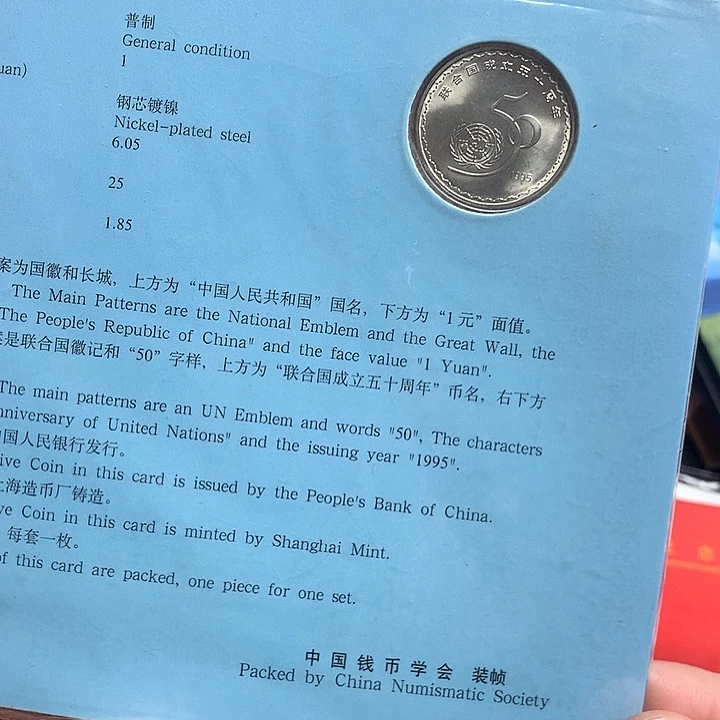 普制
General condition
uan)
1
钢芯镀镍
Nickel-plated steel
6.05
25
1.85
联合国成立五十周年
50
1995
案为国徽和长城，上方为“中国人民共和国”国名，下方为“1元”面值。
The Main Patterns are the National Emblem and the Great Wall, the
The People's Republic of China" and the face value "1 Yuan".
案是联合国徽记和“50”字样，上方为“联合国成立五十周年”币名，右下方
The main patterns are an UN Emblem and words "50", The characters
nniversary of United Nations" and the issuing year "1995".
中国人民银行发行。
ive Coin in this card is issued by the People's Bank of China.
上海造币厂铸造。
ve Coin in this card is minted by Shanghai Mint.
每套一枚。
of this card are packed, one piece for one set.
中国钱币学会 装帧
Packed by China Numismatic Society